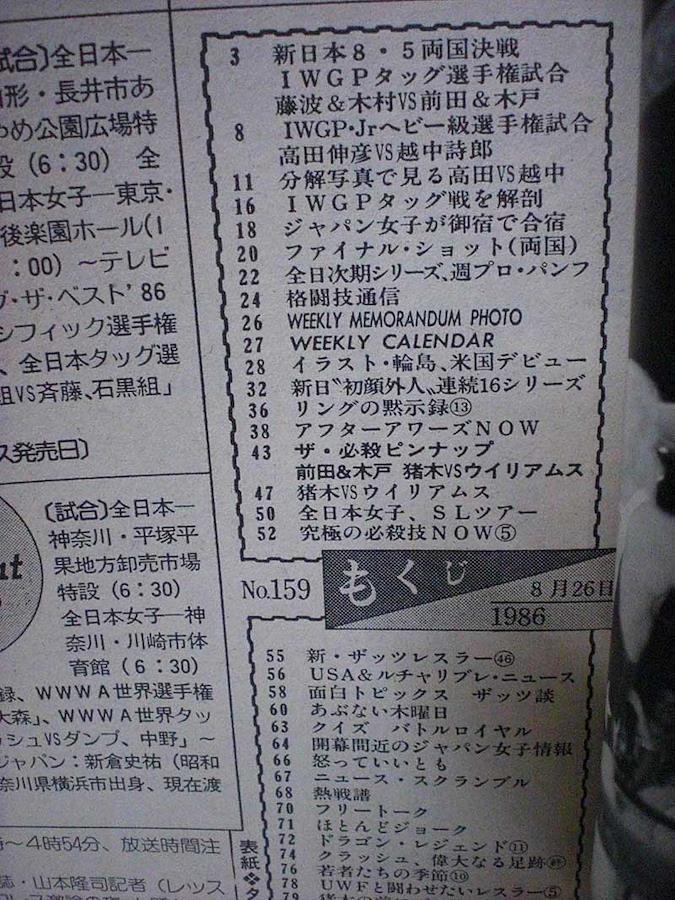 試合〕全日本―
形・長井市あ
やめ公園広場特
設（6：30） 全
日本女子―東京・
後楽園ホール(1
：00）～テレビ
グ・ザ・ベスト'86
シフィック選手権
、全日本タッグ選
組VS斉藤、石黒組」
ス発売日〕
〔試合〕全日本―
神奈川・平塚平
果地方卸売市場
特設（6：30）
全日本女子―神
奈川・川崎市体
育館（6：30）
録、WWWA世界選手権
大森」、WWWA世界タッ
ッシュVSダンプ、中野」～
ジャパン：新倉史祐（昭和
奈川県横浜市出身、現在渡
～4時54分、放送時間注
誌・山本隆司記者（レッス
3 新日本8・5両国決戦
IWGPタッグ選手権試合
藤波＆木村VS前田＆木戸
8 IWGP・Jrヘビー級選手権試合
高田伸彦VS越中詩郎
11 分解写真で見る高田VS越中
16 IWGPタッグ戦を解剖
18 ジャパン女子が御宿で合宿
20 ファイナル・ショット(両国)
22 全日次期シリーズ、週プロ・パンフ
24 格闘技通信
26 WEEKLY MEMORANDUM PHOTO
27 WEEKLY CALENDAR
28 イラスト・輪島、米国デビュー
32 新日〝初顔外人〟連続16シリーズ
36 リングの黙示録⑬
38 アフターアワーズNOW
43 ザ・必殺ピンナップ
前田&木戸 猪木VSウイリアムス
47 猪木VSウイリアムス
50 全日本女子、SLツアー
52 究極の必殺技NOW⑤
No.159 もくじ 8月26日
1986
55 新・ザッツレスラー㊻
56 USA&ルチャリブレ・ニュース
58 面白トピックス ザッツ談
60 あぶない木曜日
63 クイズ バトルロイヤル
64 開幕間近のジャパン女子情報
66 怒っていいとも
67 ニュース・スクランブル
68 熱戦譜
70 フリートーク
71 ほとんどジョーク
72 ドラゴン・レジェンド⑪
74 クラッシュ、偉大なる足跡
76 若者たちの季節⑩
78 UWFと闘わせたいレスラー⑤
79
表紙❖タ